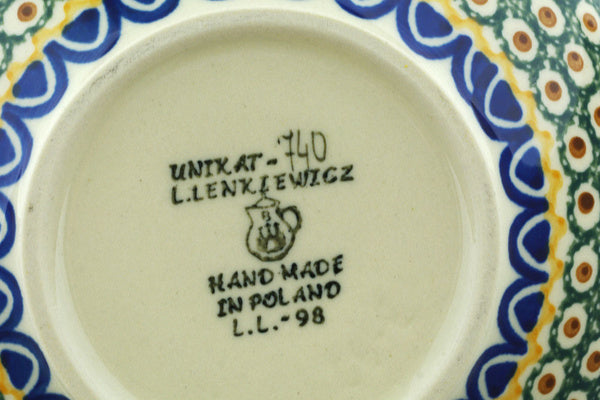 UNIKAT-740
L.LENKIEWICZ
B
HAND MADE
IN POLAND
L.L.-98